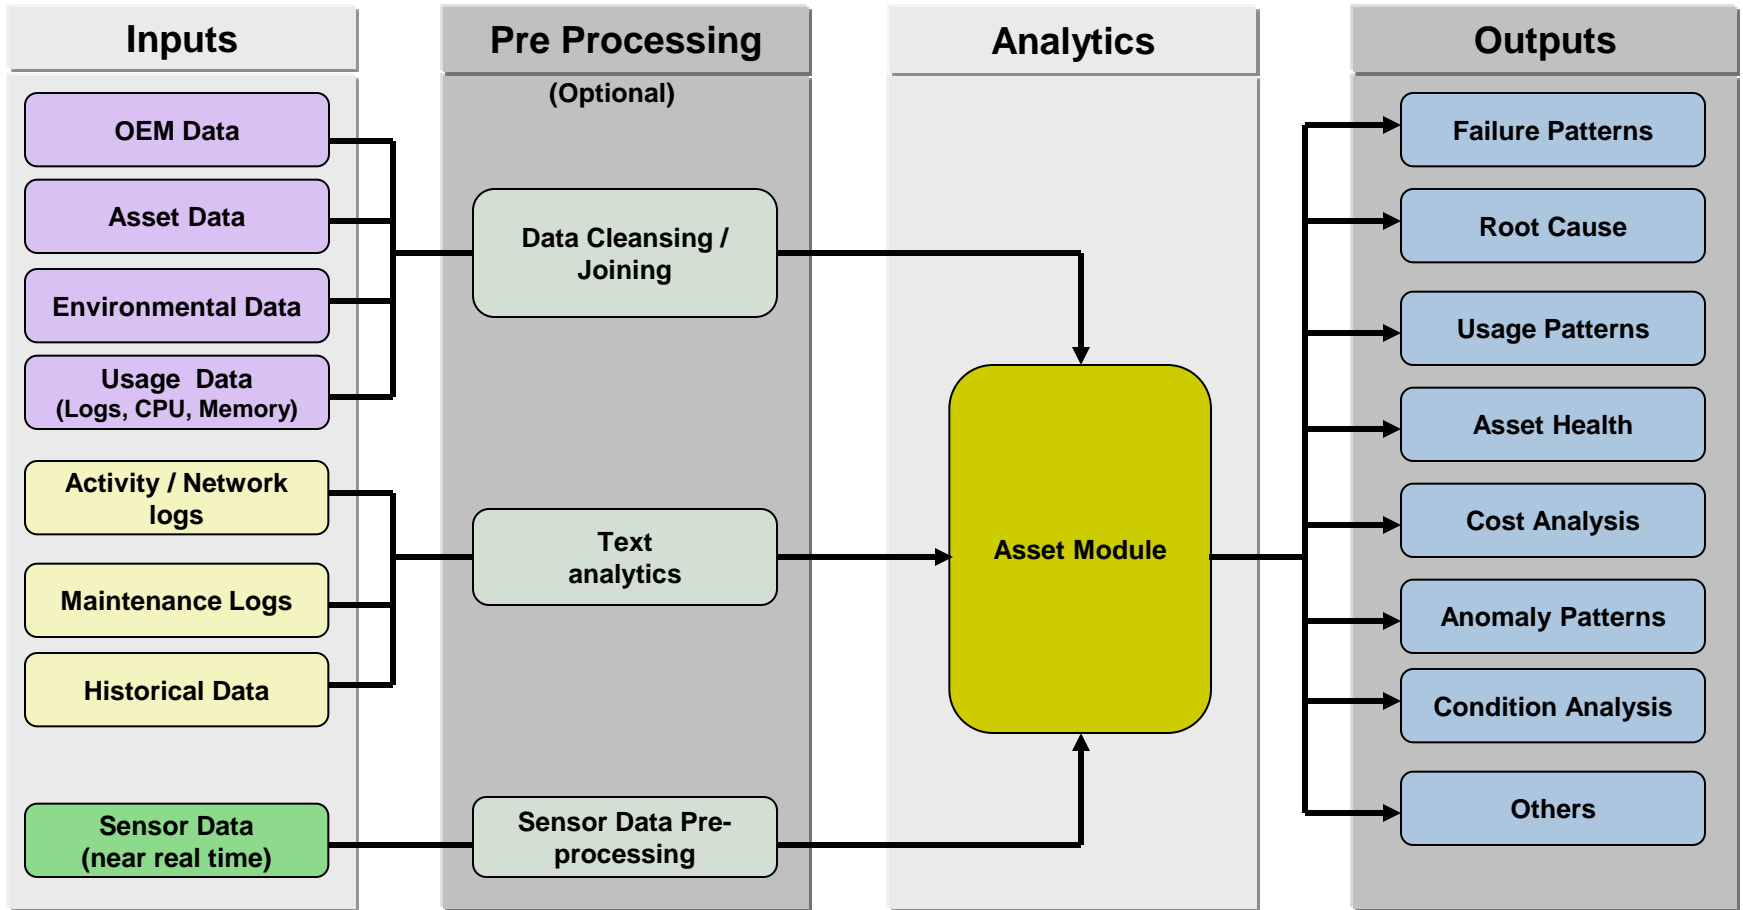 Inputs
Pre Processing
(Optional)
Analytics
Outputs
OEM Data
Asset Data
Environmental Data
Usage  Data
(Logs, CPU, Memory)
Activity / Network
logs
Maintenance Logs
Historical Data
Sensor Data
(near real time)
Data Cleansing /
Joining
Text
analytics
Sensor Data Pre-
processing
Asset Module
Failure Patterns
Root Cause
Usage Patterns
Asset Health
Cost Analysis
Anomaly Patterns
Condition Analysis
Others